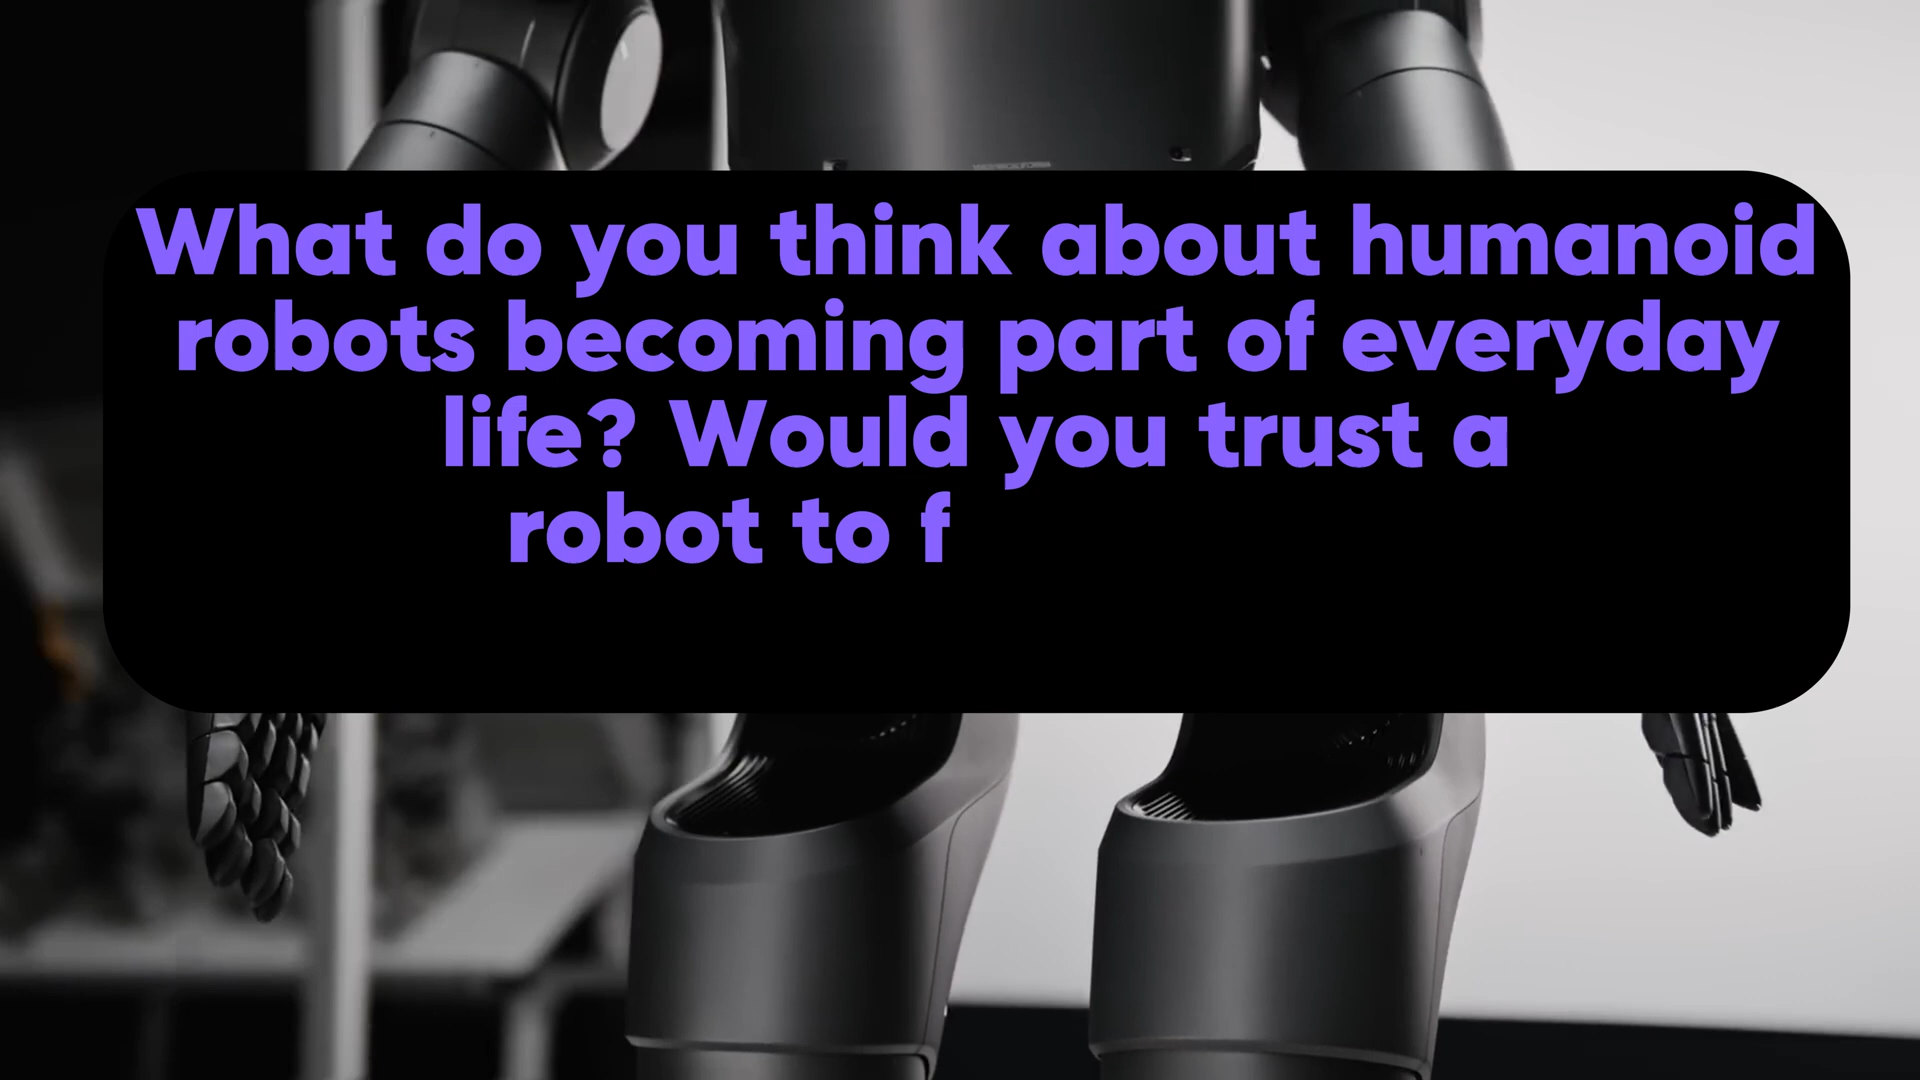 What do you think about humanoid
robots becoming part of everyday
life? Would you trust a
robot to f